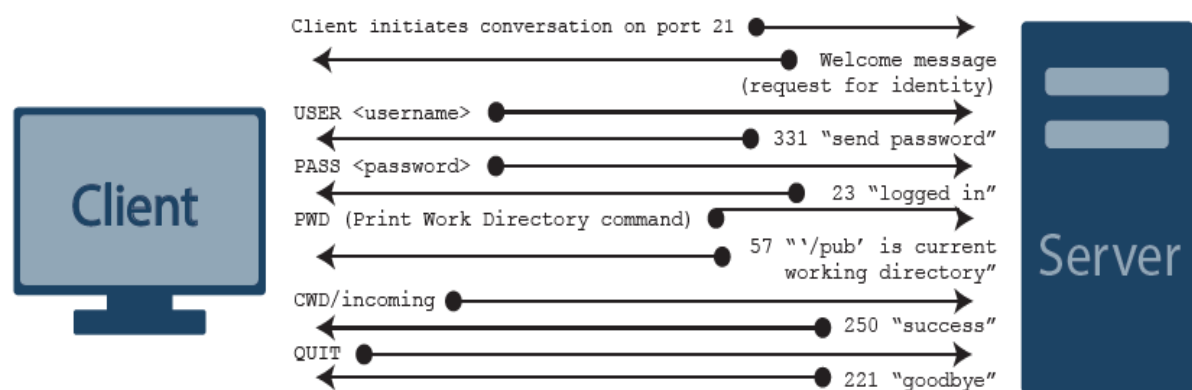 Client initiates conversation on port 21
Welcome message
(request for identity)
USER <username>
331 “send password”
PASS <password>
23 “logged in”
PWD (Print Work Directory command)
57 “‘/pub’ is current
working directory”
CWD/incoming
250 “success”
QUIT
221 “goodbye”
Client
Server